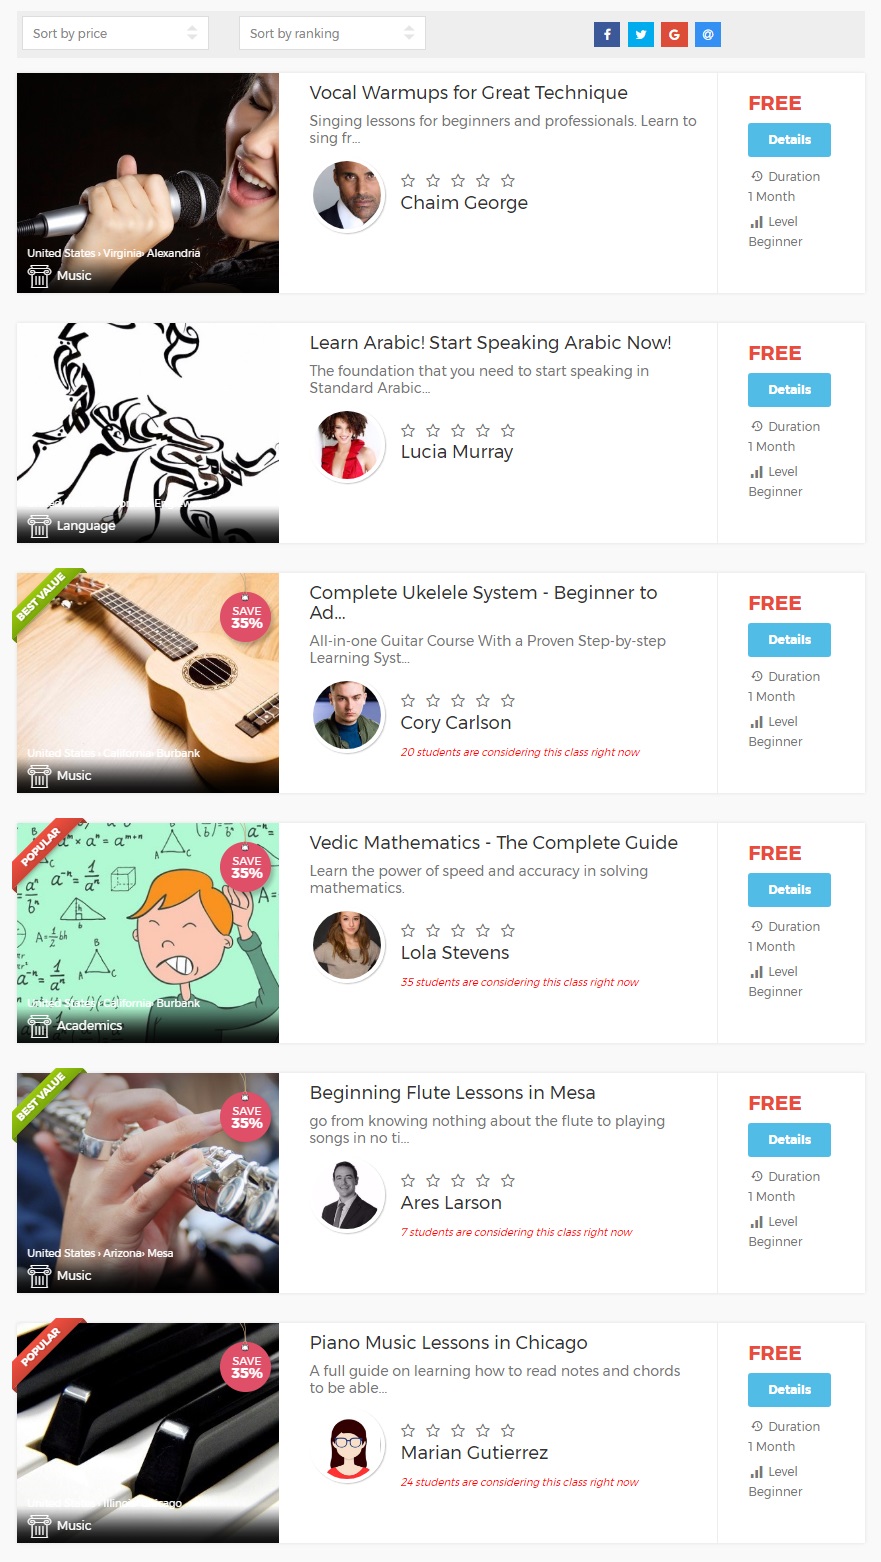 Sort by price
Sort by ranking
Vocal Warmups for Great Technique
Singing lessons for beginners and professionals. Learn to
sing fr...
Chaim George
United States › Virginia› Alexandria
Music
FREE
Details
Duration
1 Month
Level
Beginner
Learn Arabic! Start Speaking Arabic Now!
The foundation that you need to start speaking in
Standard Arabic...
Lucia Murray
Language
FREE
Details
Duration
1 Month
Level
Beginner
BEST VALUE
SAVE
35%
Complete Ukelele System - Beginner to
Ad...
All-in-one Guitar Course With a Proven Step-by-step
Learning Syst...
Cory Carlson
20 students are considering this class right now
United States › California› Burbank
Music
FREE
Details
Duration
1 Month
Level
Beginner
POPULAR
SAVE
35%
Vedic Mathematics - The Complete Guide
Learn the power of speed and accuracy in solving
mathematics.
Lola Stevens
35 students are considering this class right now
United States › California› Burbank
Academics
FREE
Details
Duration
1 Month
Level
Beginner
BEST VALUE
SAVE
35%
Beginning Flute Lessons in Mesa
go from knowing nothing about the flute to playing
songs in no ti...
Ares Larson
7 students are considering this class right now
United States › Arizona› Mesa
Music
FREE
Details
Duration
1 Month
Level
Beginner
POPULAR
SAVE
35%
Piano Music Lessons in Chicago
A full guide on learning how to read notes and chords
to be able...
Marian Gutierrez
24 students are considering this class right now
United States › Illinois› Chicago
Music
FREE
Details
Duration
1 Month
Level
Beginner